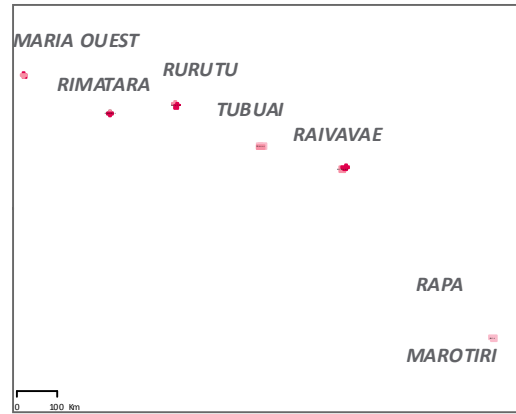 MARIA OUEST
RIMATARA
RURUTU
TUBUAI
RAIVAVAE
RAPA
MAROTIRI
0 100 Km